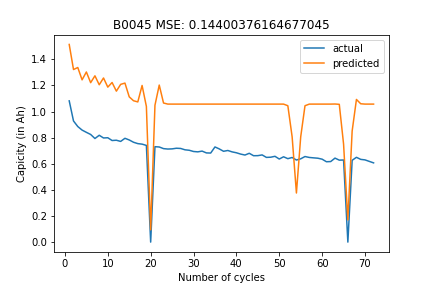 B0045 MSE: 0.14400376164677045
actual
predicted
Capicity (in Ah)
1.4
1.2
1.0
0.8
0.6
0.4
0.2
0.0
0 10 20 30 40 50 60 70
Number of cycles